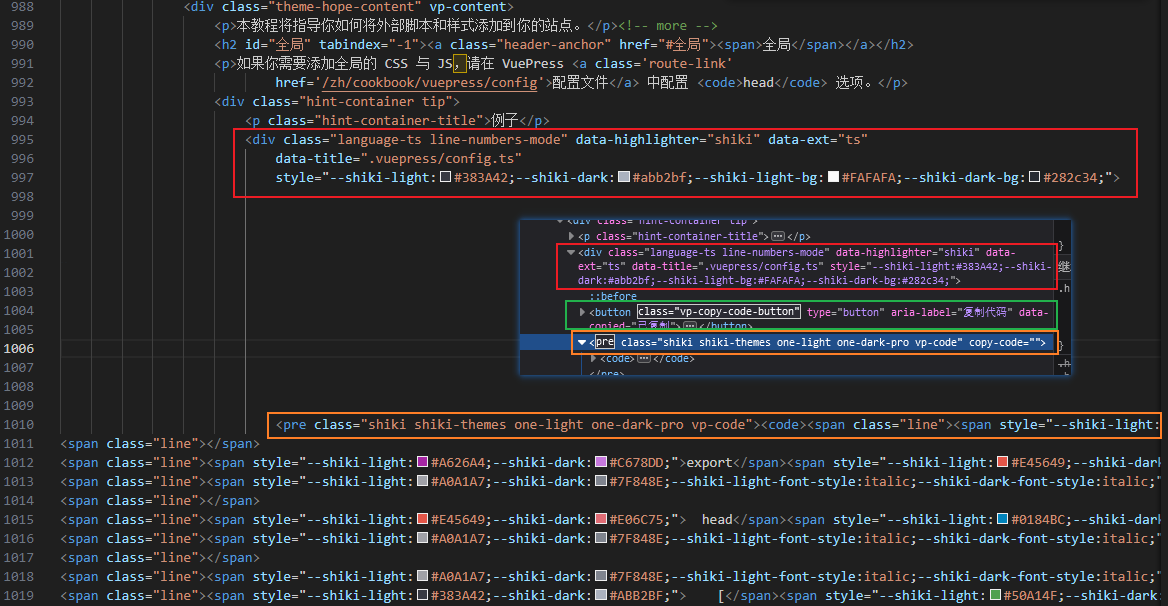 988 <div class="theme-hope-content" vp-content>
989 <p>本教程将指导你如何将外部脚本和样式添加到你的站点。</p><!-- more -->
990 <h2 id="全局" tabindex="-1"><a class="header-anchor" href="#全局"><span>全局</span></a></h2>
991 <p>如果你需要添加全局的 CSS 与 JS，请在 VuePress <a class='route-link'
992 href='/zh/cookbook/vuepress/config'>配置文件</a> 中配置 <code>head</code> 选项。</p>
993 <div class="hint-container tip">
994 <p class="hint-container-title">例子</p>
995 <div class="language-ts line-numbers-mode" data-highlighter="shiki" data-ext="ts"
996 data-title=".vuepress/config.ts"
997 style="--shiki-light:#383A42;--shiki-dark:#abb2bf;--shiki-light-bg:#FAFAFA;--shiki-dark-bg:#282c34;">
998
999
1000
1001
1002
1003
1004
1005
1006
1007
1008
1009
<div class="hint-container tip">
<p class="hint-container-title"></p>
<div class="language-ts line-numbers-mode" data-highlighter="shiki" data-
ext="ts" data-title=".vuepress/config.ts" style="--shiki-light:#383A42;--shiki-
dark:#abb2bf;--shiki-light-bg:#FAFAFA;--shiki-dark-bg:#282c34;">
::before
<button class="vp-copy-code-button" type="button" aria-label="复制代码" data-
copied="已复制"></button>
<pre class="shiki shiki-themes one-light one-dark-pro vp-code" copy-code="">
<code></code>
</pre>
1010 <pre class="shiki shiki-themes one-light one-dark-pro vp-code"><code><span class="line"><span style="--shiki-light:
1011 <span class="line"></span>
1012 <span class="line"><span style="--shiki-light:#A626A4;--shiki-dark:#C678DD;">export</span><span style="--shiki-light:#E45649;--shiki-dark
1013 <span class="line"><span style="--shiki-light:#A0A1A7;--shiki-dark:#7F848E;--shiki-light-font-style:italic;--shiki-dark-font-style:italic;"
1014 <span class="line"></span>
1015 <span class="line"><span style="--shiki-light:#E45649;--shiki-dark:#E06C75;"> head</span><span style="--shiki-light:#0184BC;--shiki-dark
1016 <span class="line"><span style="--shiki-light:#A0A1A7;--shiki-dark:#7F848E;--shiki-light-font-style:italic;--shiki-dark-font-style:italic;"
1017 <span class="line"></span>
1018 <span class="line"><span style="--shiki-light:#A0A1A7;--shiki-dark:#7F848E;--shiki-light-font-style:italic;--shiki-dark-font-style:italic;"
1019 <span class="line"><span style="--shiki-light:#383A42;--shiki-dark:#ABB2BF;"> [</span><span style="--shiki-light:#50A14F;--shiki-dark: